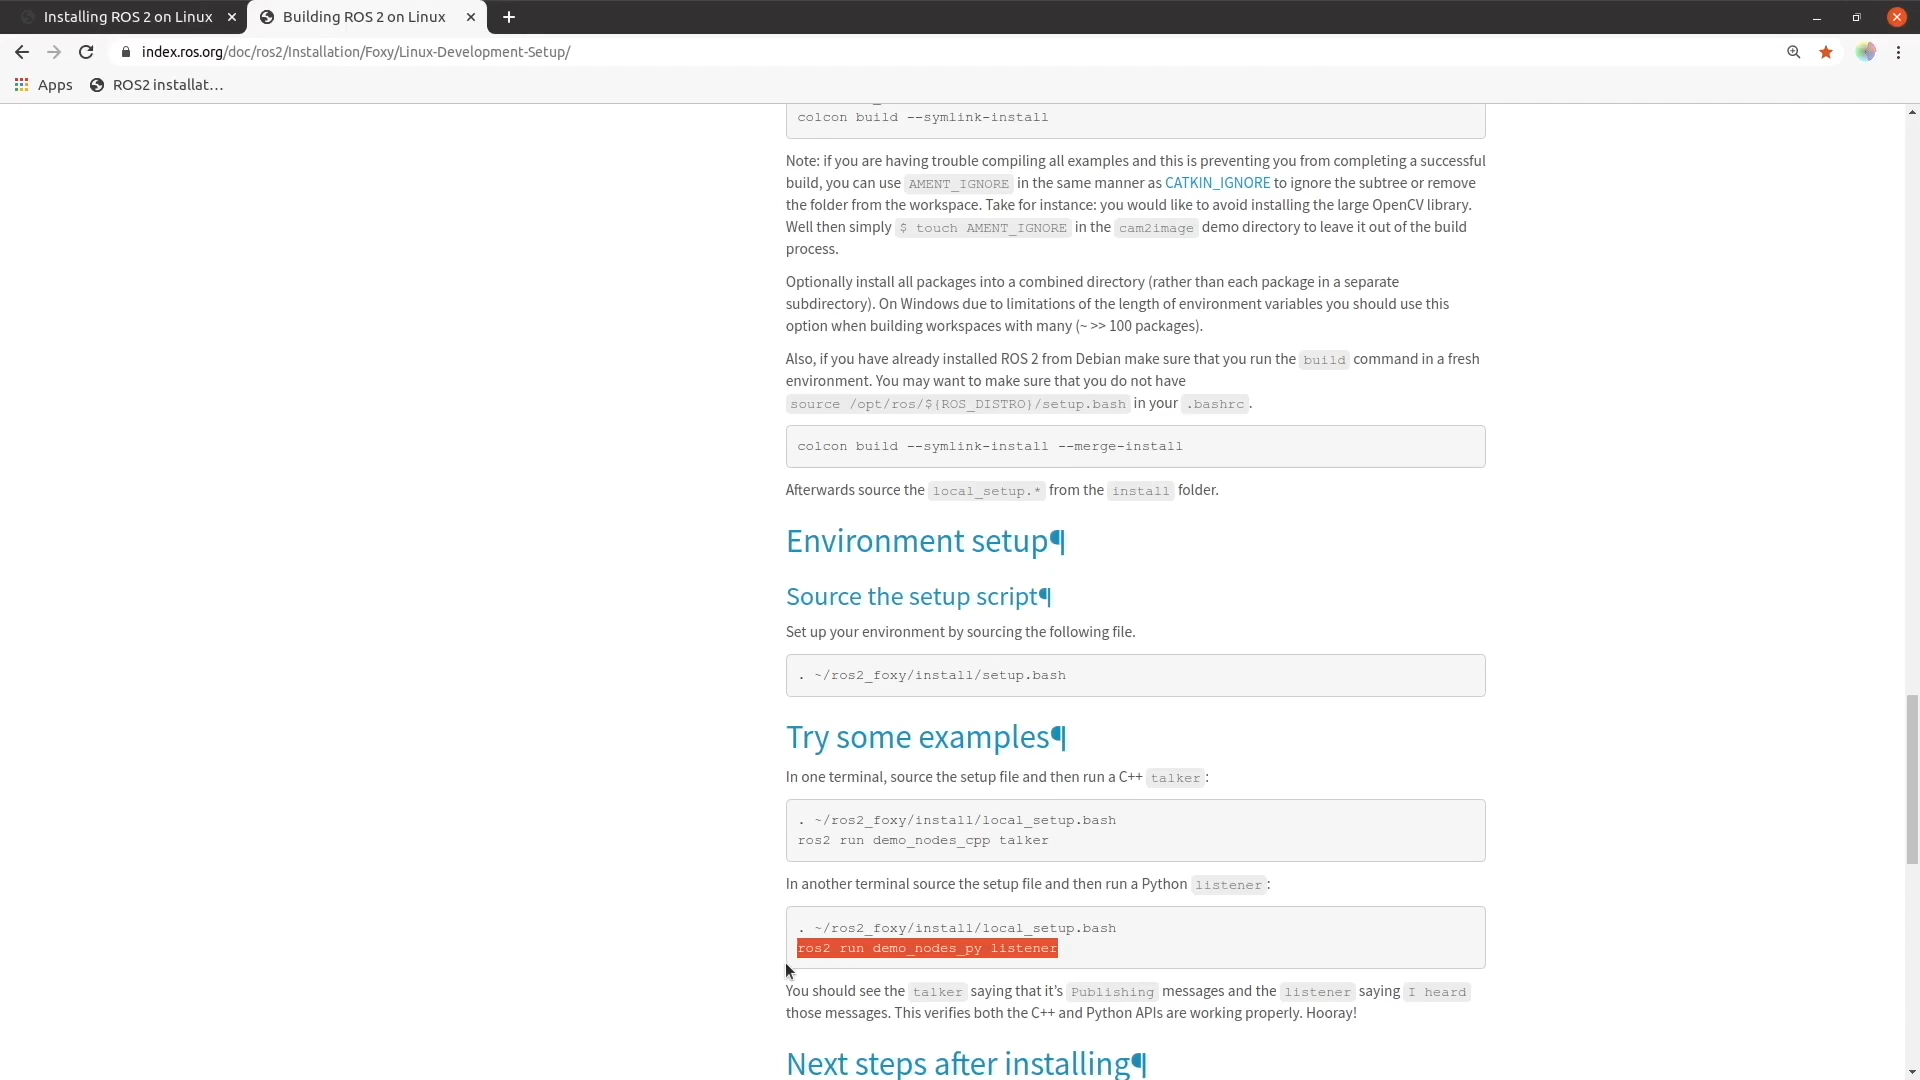 Installing ROS 2 on Linux
Building ROS 2 on Linux
index.ros.org/doc/ros2/Installation/Foxy/Linux-Development-Setup/
Apps
ROS2 installat…
colcon build --symlink-install
Note: if you are having trouble compiling all examples and this is preventing you from completing a successful
build, you can use AMENT_IGNORE in the same manner as CATKIN_IGNORE to ignore the subtree or remove
the folder from the workspace. Take for instance: you would like to avoid installing the large OpenCV library.
Well then simply $ touch AMENT_IGNORE in the cam2image demo directory to leave it out of the build
process.
Optionally install all packages into a combined directory (rather than each package in a separate
subdirectory). On Windows due to limitations of the length of environment variables you should use this
option when building workspaces with many (~ >> 100 packages).
Also, if you have already installed ROS 2 from Debian make sure that you run the build command in a fresh
environment. You may want to make sure that you do not have
source /opt/ros/${ROS_DISTRO}/setup.bash in your .bashrc.
colcon build --symlink-install --merge-install
Afterwards source the local_setup.* from the install folder.
Environment setup¶
Source the setup script¶
Set up your environment by sourcing the following file.
. ~/ros2_foxy/install/setup.bash
Try some examples¶
In one terminal, source the setup file and then run a C++ talker:
. ~/ros2_foxy/install/local_setup.bash
ros2 run demo_nodes_cpp talker
In another terminal source the setup file and then run a Python listener:
. ~/ros2_foxy/install/local_setup.bash
ros2 run demo_nodes_py listener
You should see the talker saying that it’s Publishing messages and the listener saying I heard
those messages. This verifies both the C++ and Python APIs are working properly. Hooray!
Next steps after installing¶